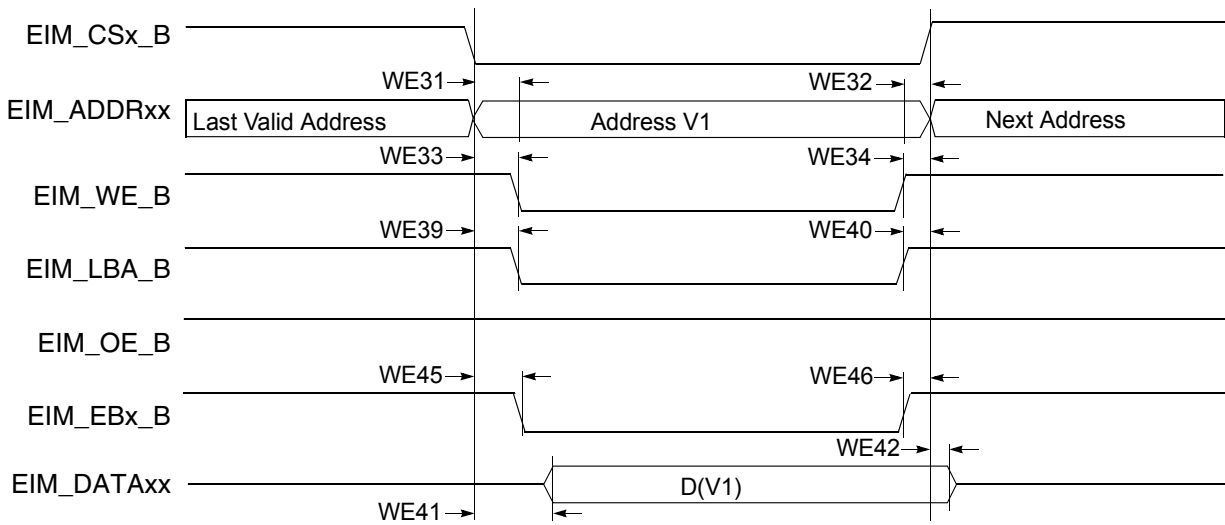 EIM_CSx_B
WE31
WE32
EIM_ADDRxx
Last Valid Address
Address V1
Next Address
WE33
WE34
EIM_WE_B
WE39
WE40
EIM_LBA_B
EIM_OE_B
WE45
WE46
EIM_EBx_B
WE42
EIM_DATAxx
D(V1)
WE41